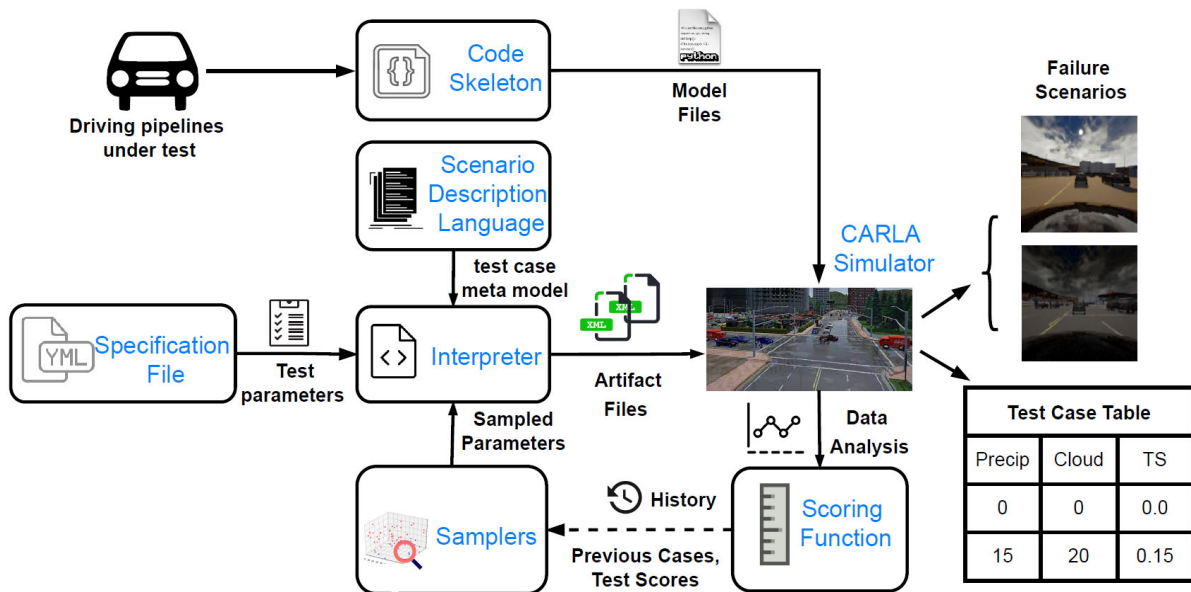 Code
Skeleton
python
Model
Files
Failure
Scenarios
Driving pipelines
under test
Scenario
Description
Language
CARLA
Simulator
test case
meta model
XML
XML
YML
Specification
File
Test
parameters
< >
Interpreter
Artifact
Files
Sampled
Parameters
Data
Analysis
Test Case Table
Precip Cloud TS
0 0 0.0
15 20 0.15
History
Samplers
Previous Cases,
Test Scores
Scoring
Function